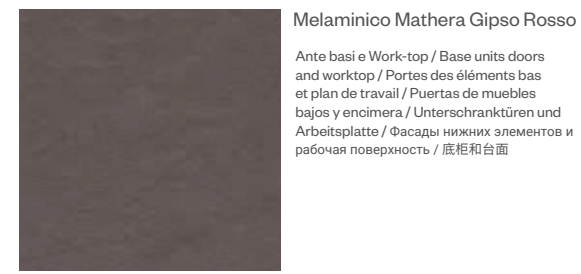 Melaminico Mathera Gipso Rosso
Ante basi e Work-top / Base units doors
and worktop / Portes des éléments bas
et plan de travail / Puertas de muebles
bajos y encimera / Unterschranktüren und
Arbeitsplatte / Фасады нижних элементов и
рабочая поверхность / 底柜和台面